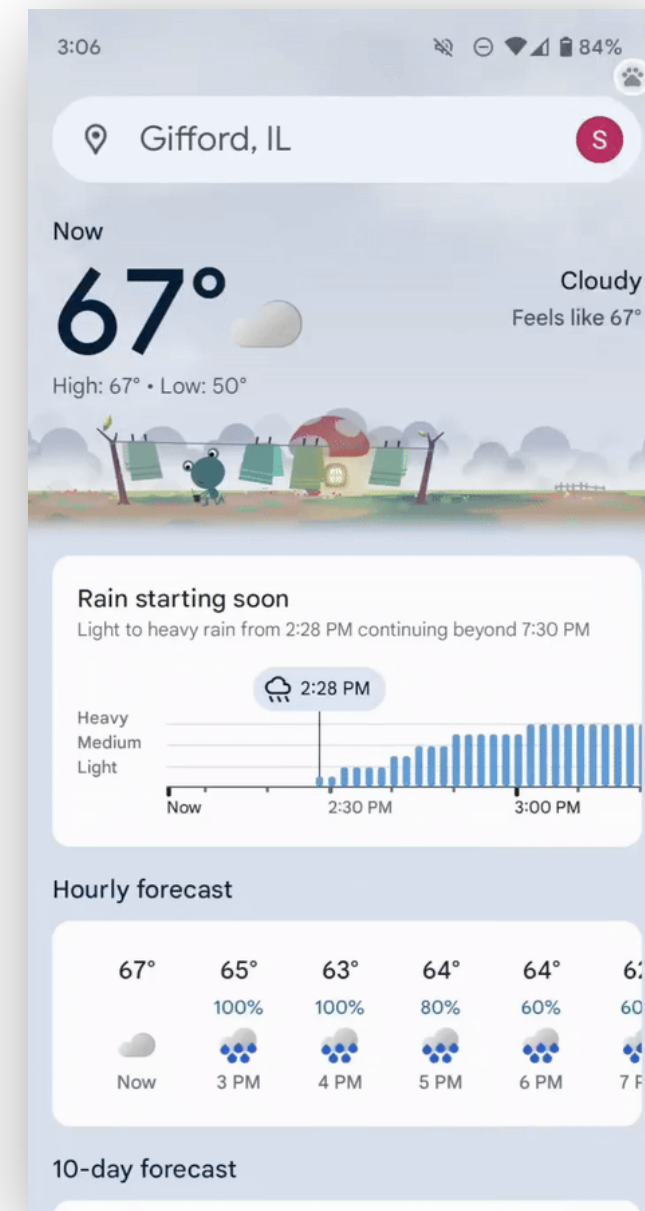 3:06 84%
Gifford, IL S
Now
67°
Cloudy
Feels like 67°
High: 67° • Low: 50°
Rain starting soon
Light to heavy rain from 2:28 PM continuing beyond 7:30 PM
2:28 PM
Heavy
Medium
Light
Now 2:30 PM 3:00 PM
Hourly forecast
67° 65° 63° 64° 64°
100% 100% 80% 60% 60
Now 3 PM 4 PM 5 PM 6 PM 7
10-day forecast